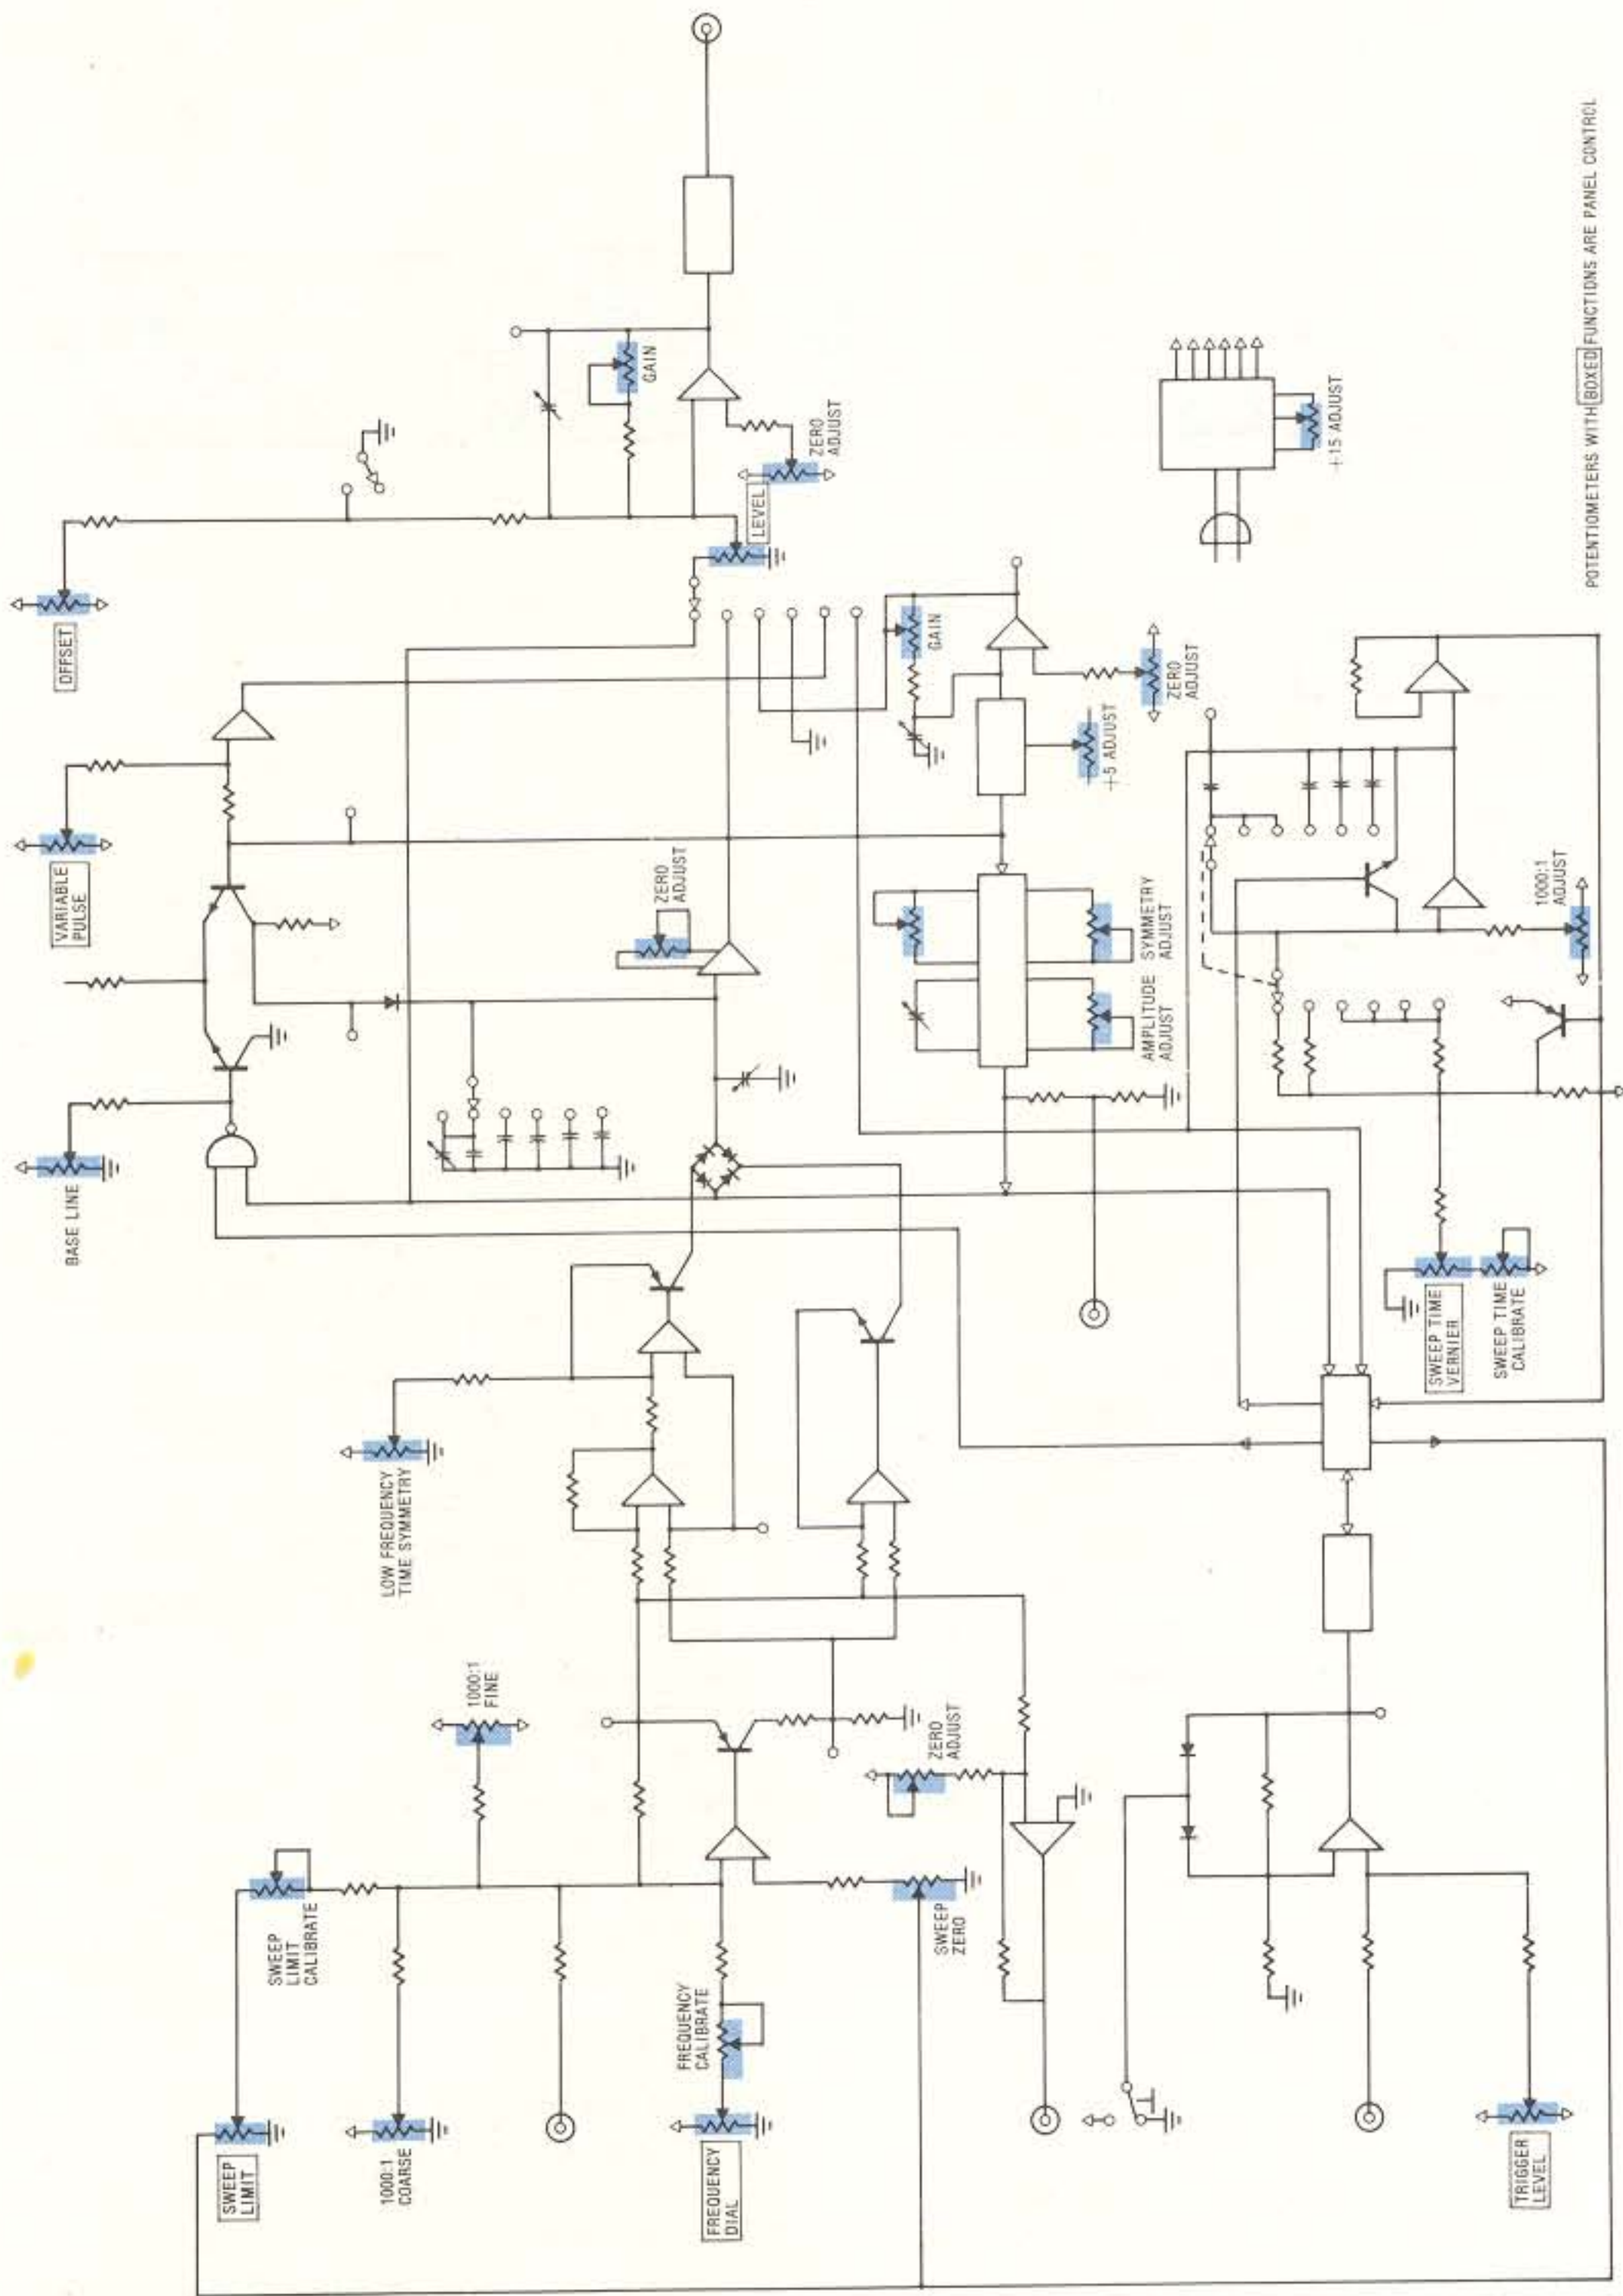 SWEEP
LIMIT
SWEEP
LIMIT
CALIBRATE
1000:1
COARSE
1000:1
FINE
FREQUENCY
DIAL
FREQUENCY
CALIBRATE
SWEEP
ZERO
ZERO
ADJUST
TRIGGER
LEVEL
LOW FREQUENCY
TIME SYMMETRY
BASE LINE
VARIABLE
PULSE
OFFSET
ZERO
ADJUST
LEVEL
GAIN
ZERO
ADJUST
GAIN
+5 ADJUST
ZERO
ADJUST
AMPLITUDE
ADJUST
SYMMETRY
ADJUST
SWEEP TIME
VERNIER
SWEEP TIME
CALIBRATE
1000:1
ADJUST
+15 ADJUST
POTENTIOMETERS WITH BOXED FUNCTIONS ARE PANEL CONTROL